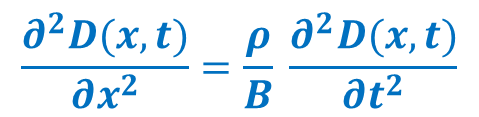 ∂²D(x, t)/∂x² = ρ/B ∂²D(x, t)/∂t²